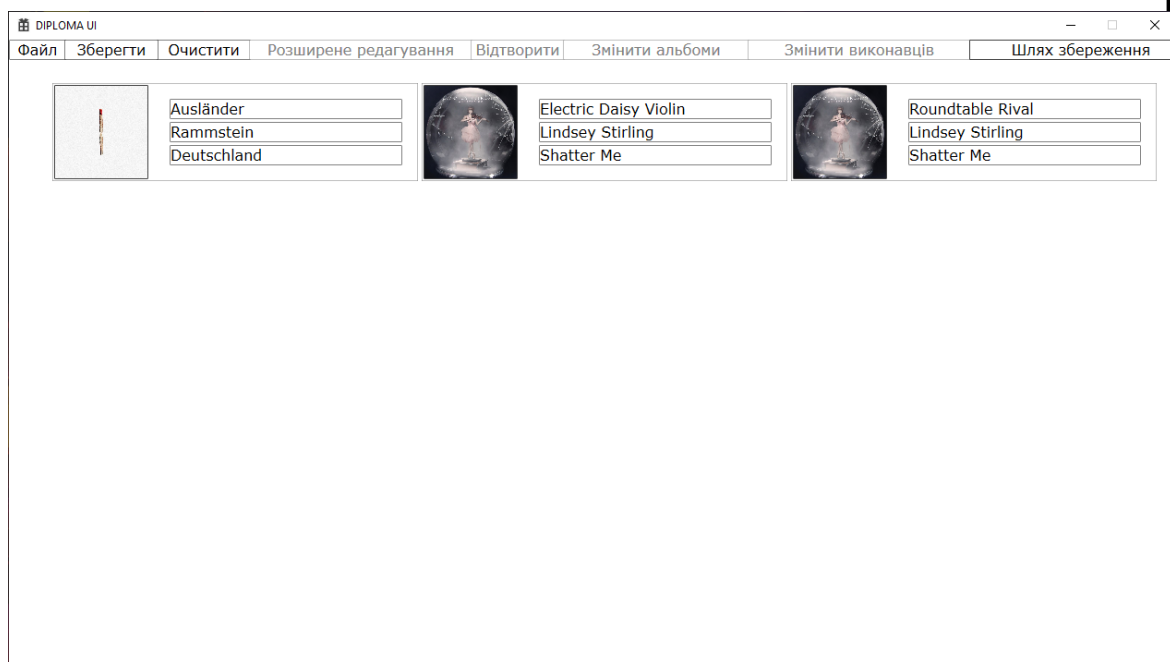 DIPLOMA UI
Файл Зберегти Очистити Розширене редагування Відтворити Змінити альбоми Змінити виконавців Шлях збереження
Ausländer
Rammstein
Deutschland
Electric Daisy Violin
Lindsey Stirling
Shatter Me
Roundtable Rival
Lindsey Stirling
Shatter Me